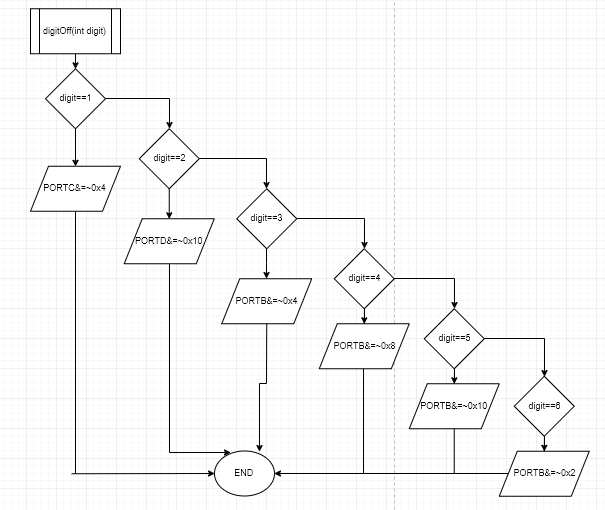 digitOff(int digit)
digit==1
digit==2
PORTC&=~0x4
digit==3
PORTD&=~0x10
digit==4
PORTB&=~0x4
digit==5
PORTB&=~0x8
digit==6
PORTB&=~0x10
END
PORTB&=~0x2